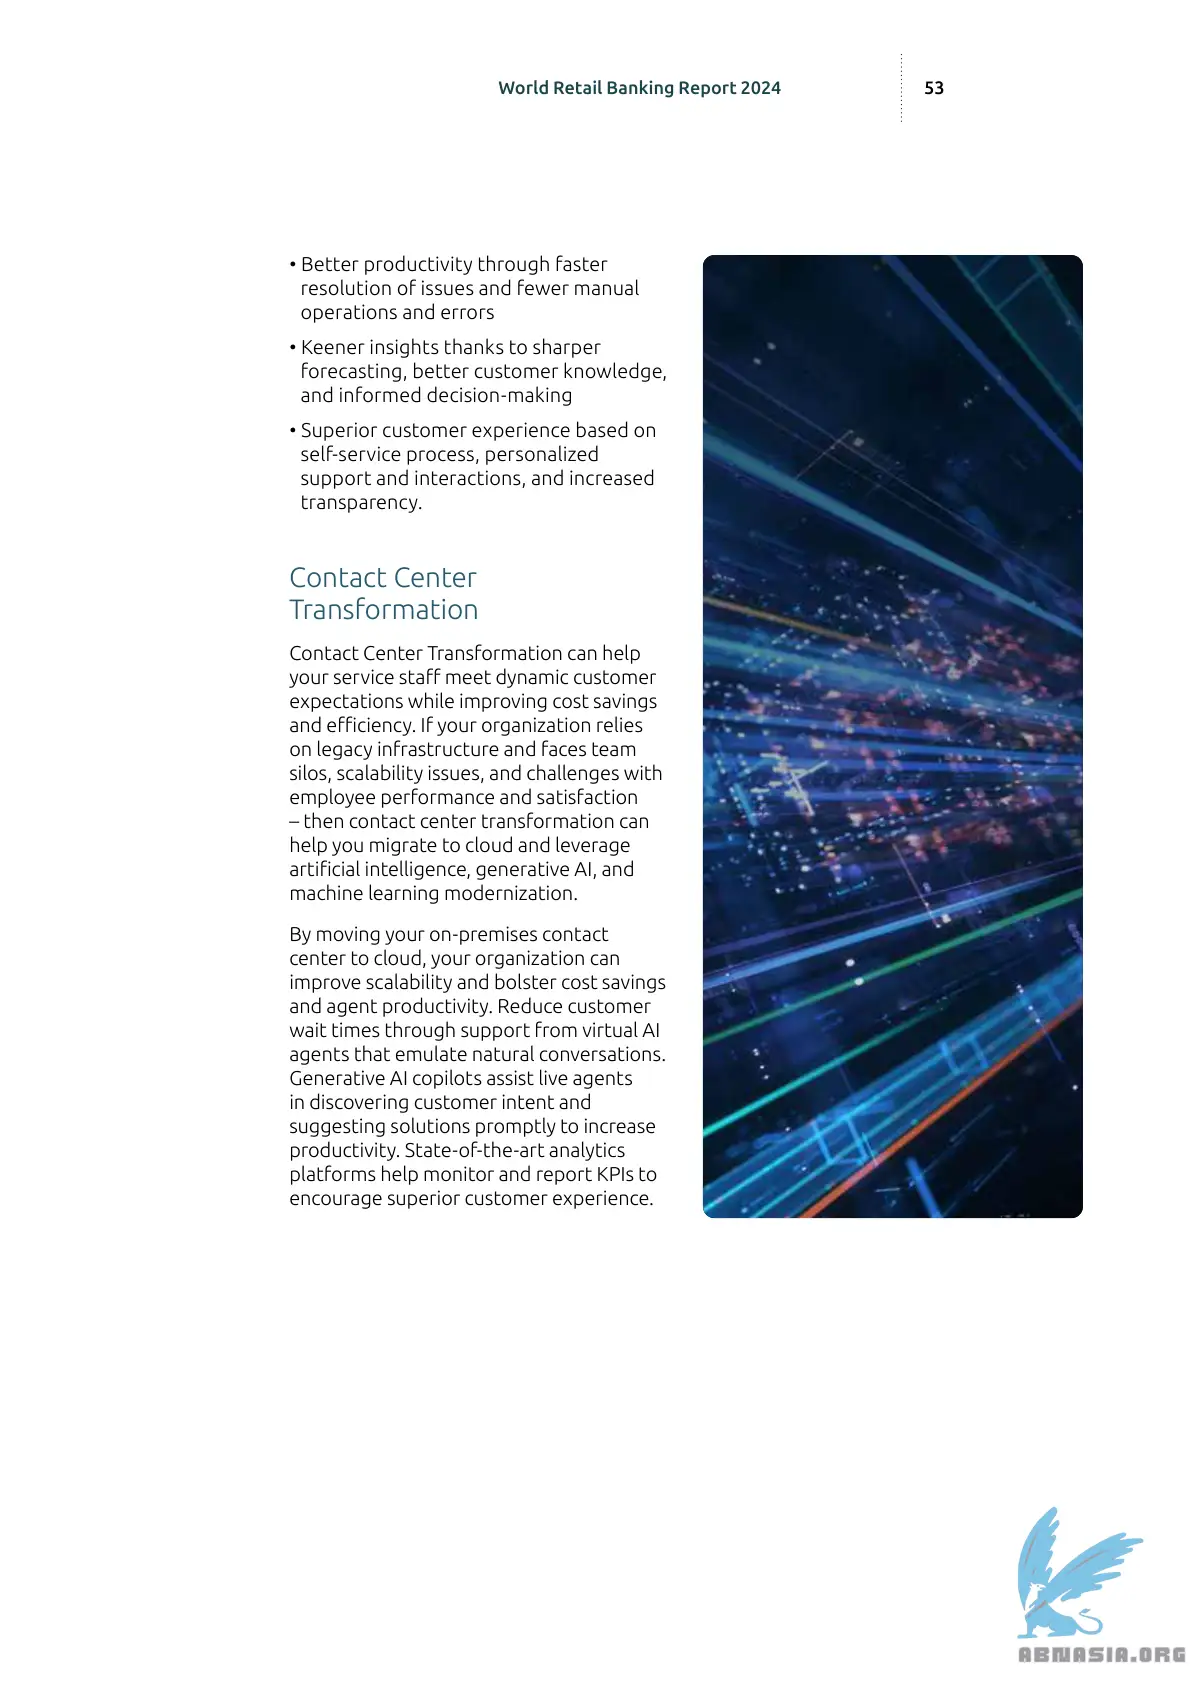 World Retail Banking Report 2024
53
• Better productivity through faster
resolution of issues and fewer manual
operations and errors
• Keener insights thanks to sharper
forecasting, better customer knowledge,
and informed decision-making
• Superior customer experience based on
self-service process, personalized
support and interactions, and increased
transparency.
Contact Center
Transformation
Contact Center Transformation can help
your service staff meet dynamic customer
expectations while improving cost savings
and efficiency. If your organization relies
on legacy infrastructure and faces team
silos, scalability issues, and challenges with
employee performance and satisfaction
– then contact center transformation can
help you migrate to cloud and leverage
artificial intelligence, generative AI, and
machine learning modernization.
By moving your on-premises contact
center to cloud, your organization can
improve scalability and bolster cost savings
and agent productivity. Reduce customer
wait times through support from virtual AI
agents that emulate natural conversations.
Generative AI copilots assist live agents
in discovering customer intent and
suggesting solutions promptly to increase
productivity. State-of-the-art analytics
platforms help monitor and report KPIs to
encourage superior customer experience.
ABNASIA.ORG